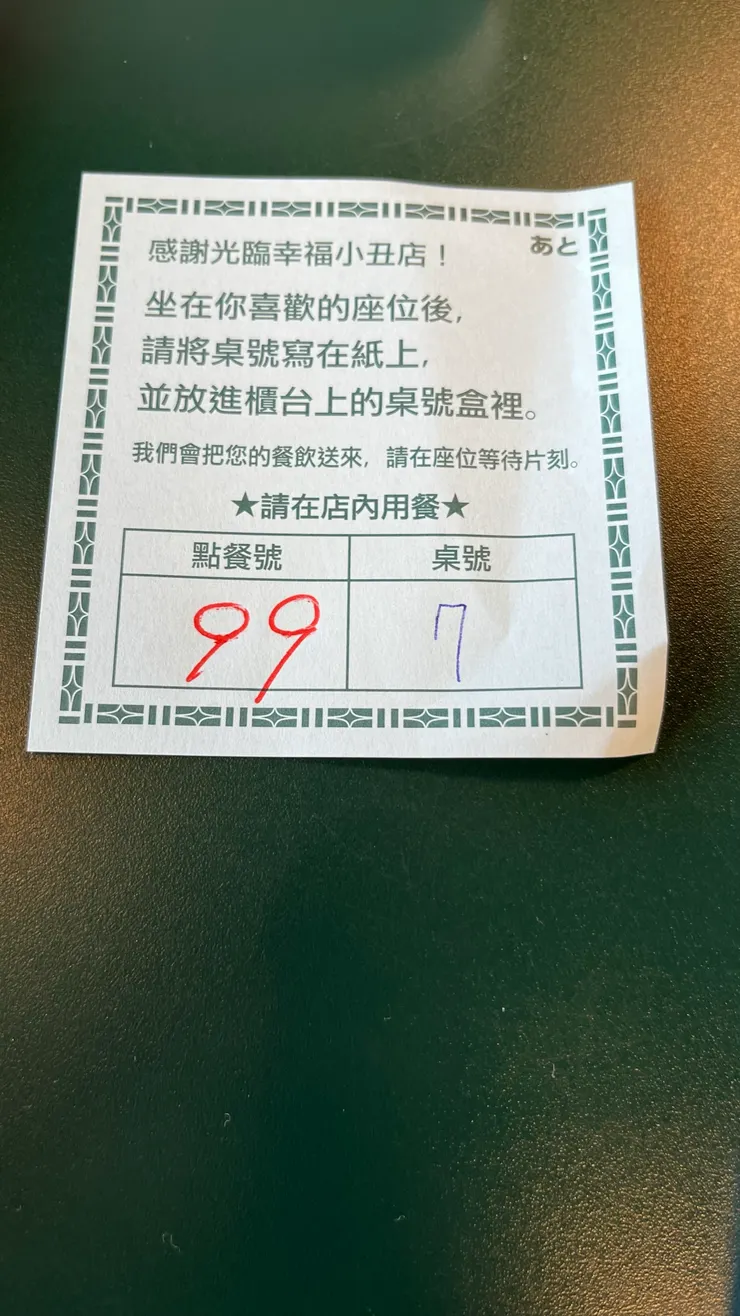 感謝光臨幸福小丑店！ あと
坐在你喜歡的座位後,
請將桌號寫在紙上,
並放進櫃台上的桌號盒裡。
我們會把您的餐飲送來，請在座位等待片刻。
★請在店內用餐★
點餐號 桌號
99 7